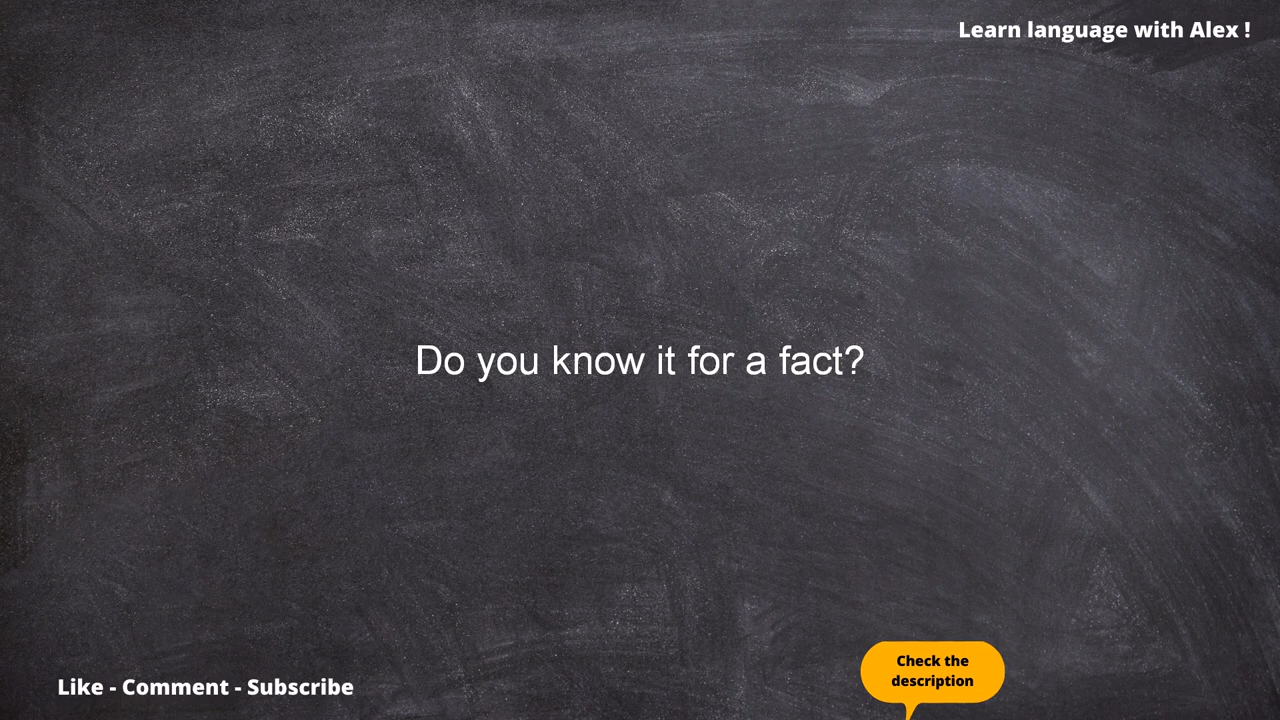 Learn language with Alex !
Do you know it for a fact?
Check the
description
Like - Comment - Subscribe